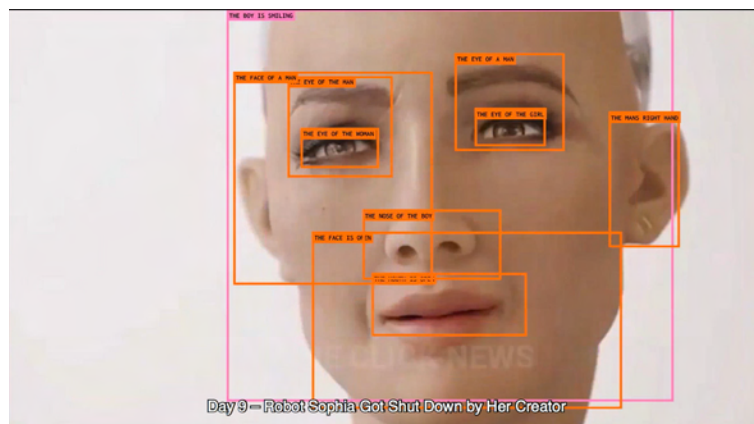 THE BOY IS SMILING
THE EYE OF A MAN
THE FACE OF A MAN
EYE OF THE MAN
THE EYE OF THE GIRL
THE MANS RIGHT HAND
THE EYE OF THE WOMAN
THE NOSE OF THE BOY
THE FACE IS OPEN
CLICK NEWS
Day 9 – Robot Sophia Got Shut Down by Her Creator